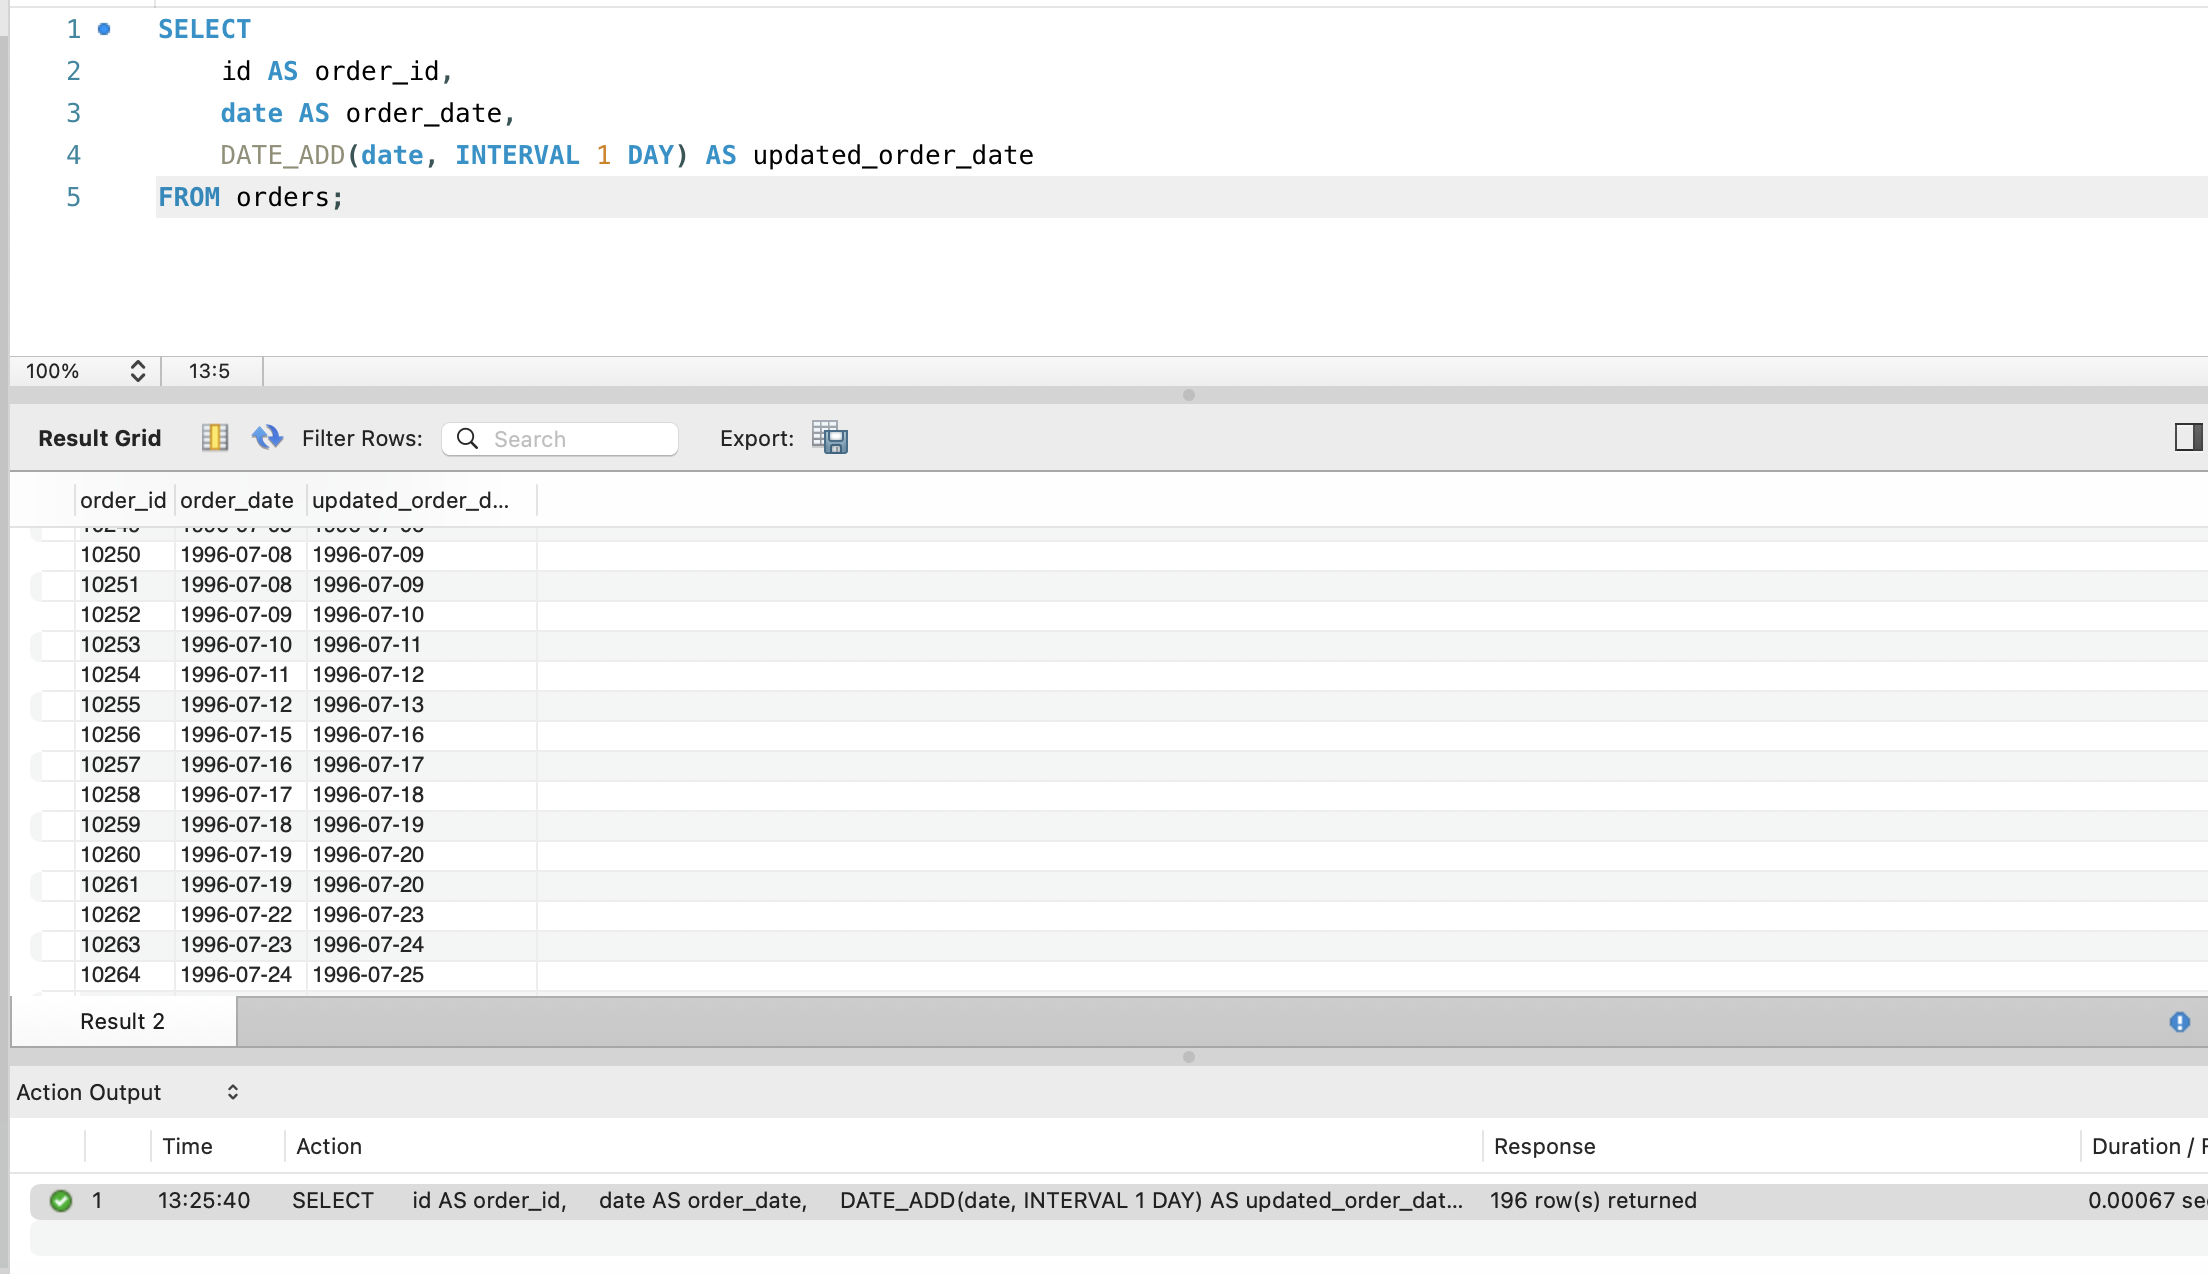 1 SELECT
2 id AS order_id,
3 date AS order_date,
4 DATE_ADD(date, INTERVAL 1 DAY) AS updated_order_date
5 FROM orders;
100% 13:5
Result Grid Filter Rows: Search Export:
order_id order_date updated_order_d...
10250 1996-07-08 1996-07-09
10251 1996-07-08 1996-07-09
10252 1996-07-09 1996-07-10
10253 1996-07-10 1996-07-11
10254 1996-07-11 1996-07-12
10255 1996-07-12 1996-07-13
10256 1996-07-15 1996-07-16
10257 1996-07-16 1996-07-17
10258 1996-07-17 1996-07-18
10259 1996-07-18 1996-07-19
10260 1996-07-19 1996-07-20
10261 1996-07-19 1996-07-20
10262 1996-07-22 1996-07-23
10263 1996-07-23 1996-07-24
10264 1996-07-24 1996-07-25
Result 2
Action Output
Time Action Response Duration /
1 13:25:40 SELECT id AS order_id, date AS order_date, DATE_ADD(date, INTERVAL 1 DAY) AS updated_order_dat... 196 row(s) returned 0.00067